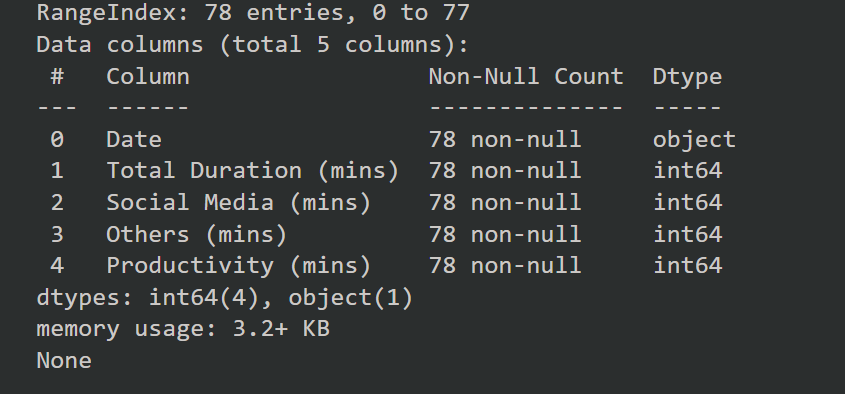 RangeIndex: 78 entries, 0 to 77
Data columns (total 5 columns):
 #   Column                 Non-Null Count  Dtype
---  ------                 --------------  -----
 0   Date                   78 non-null     object
 1   Total Duration (mins)  78 non-null     int64
 2   Social Media (mins)    78 non-null     int64
 3   Others (mins)          78 non-null     int64
 4   Productivity (mins)    78 non-null     int64
dtypes: int64(4), object(1)
memory usage: 3.2+ KB
None